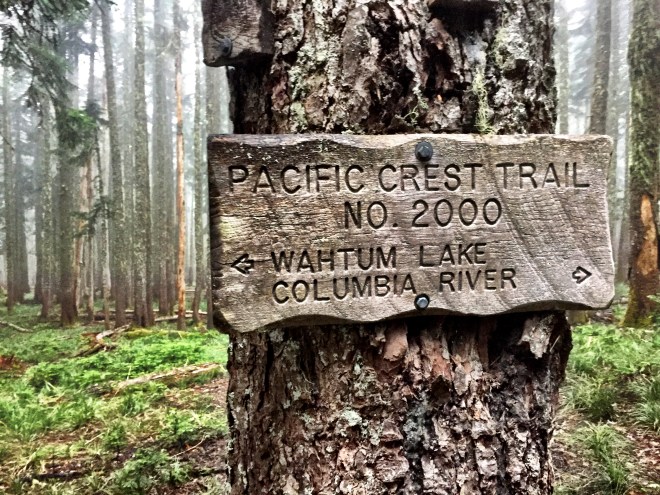 PACIFIC CREST TRAIL
NO. 2000
← WAHTUM LAKE
COLUMBIA RIVER →